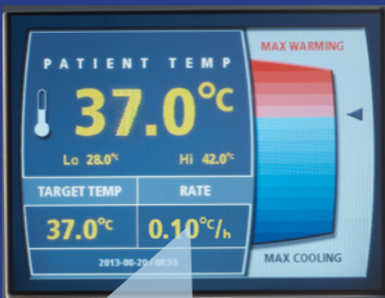 MAX WARMING
PATIENT TEMP
37.0°C
Lo 28.0°C Hi 42.0°C
TARGET TEMP RATE
37.0°C 0.10°C/h
2013-08-20 / 08:55
MAX COOLING